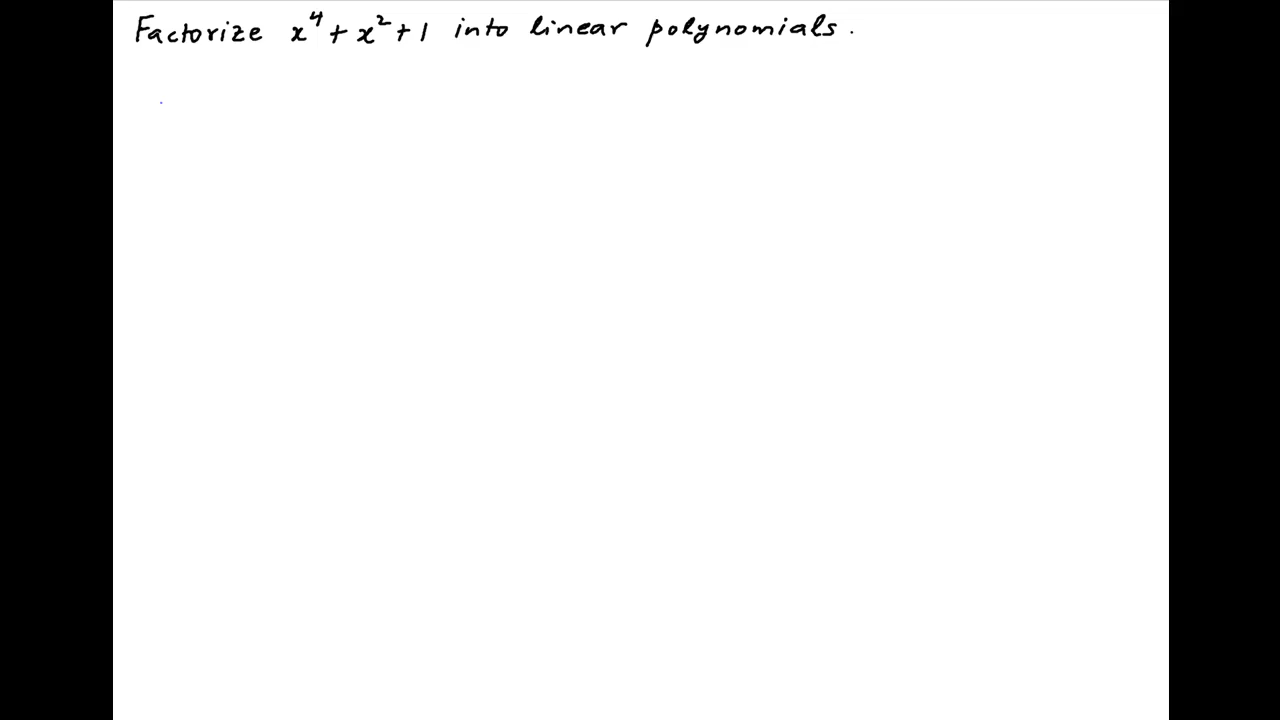 Factorize x⁴ + x² + 1 into linear polynomials.